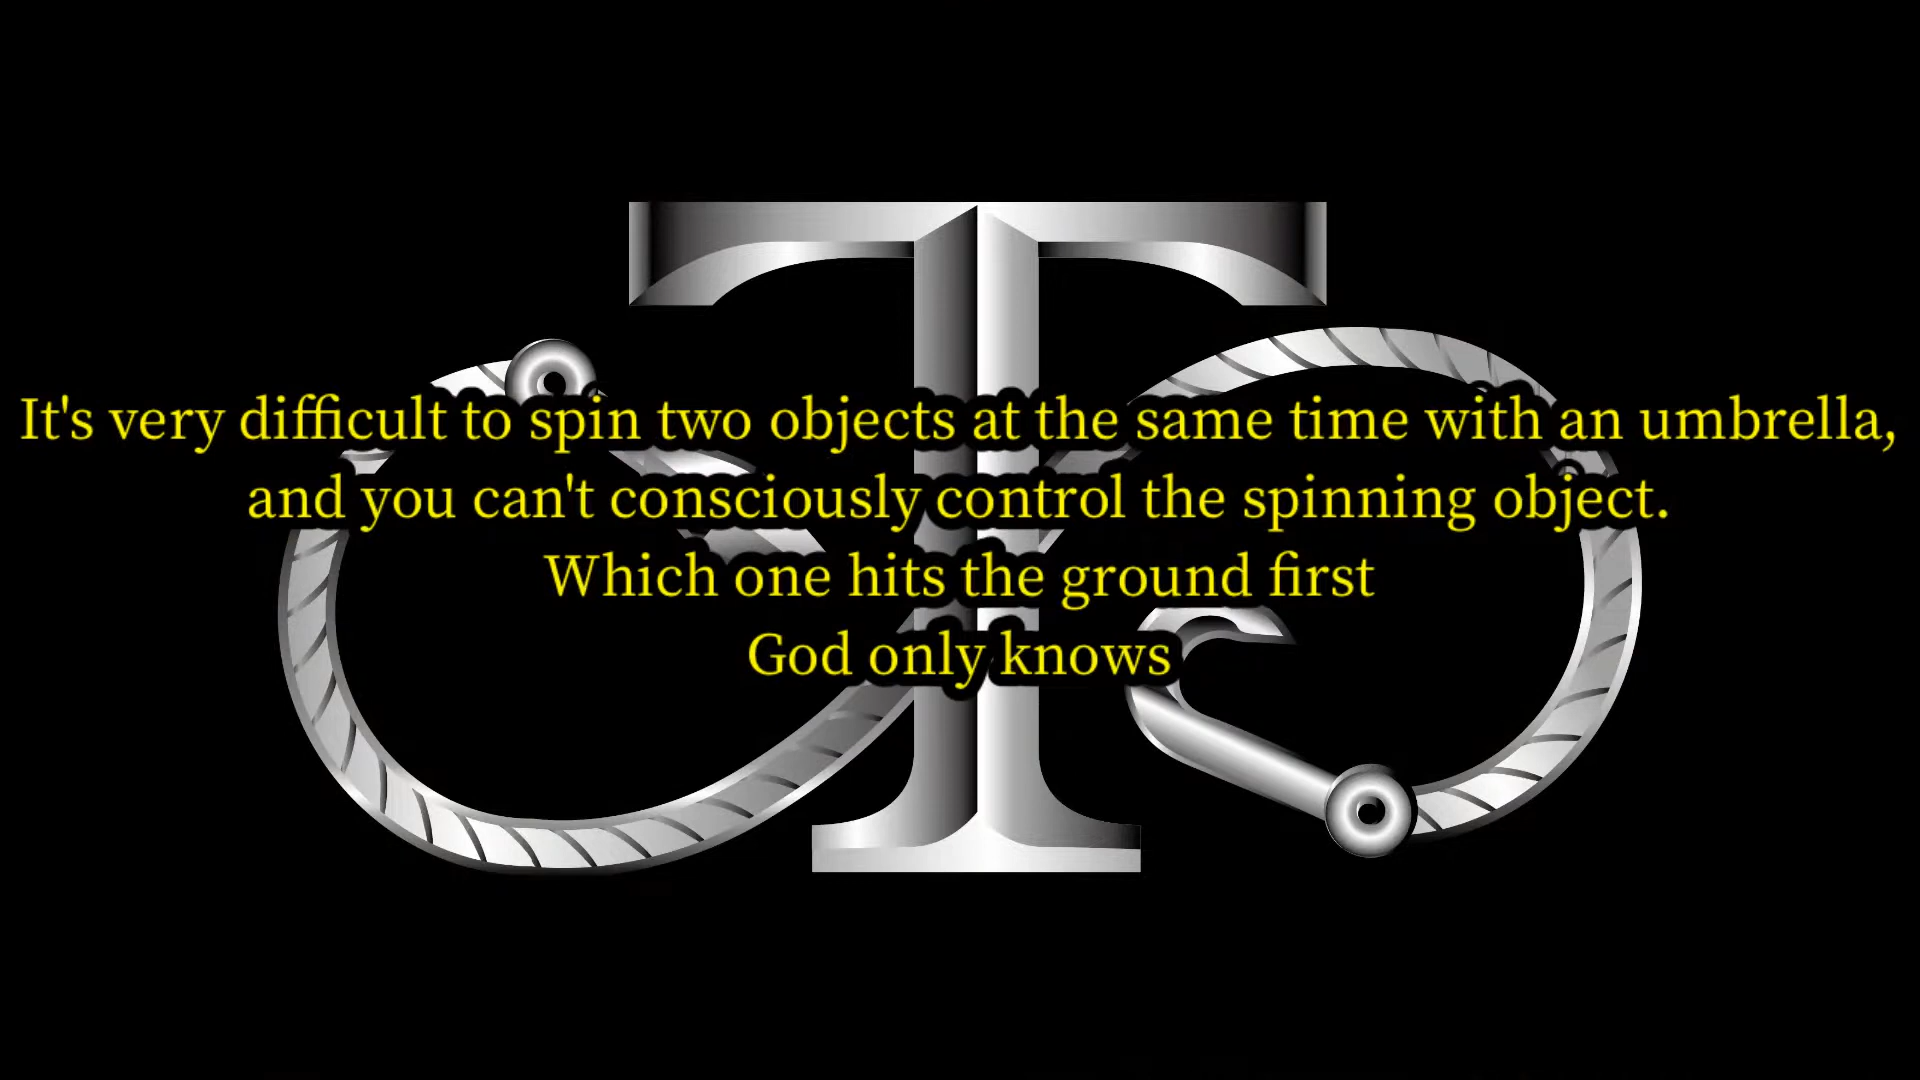 It's very difficult to spin two objects at the same time with an umbrella,
and you can't consciously control the spinning object.
Which one hits the ground first
God only knows